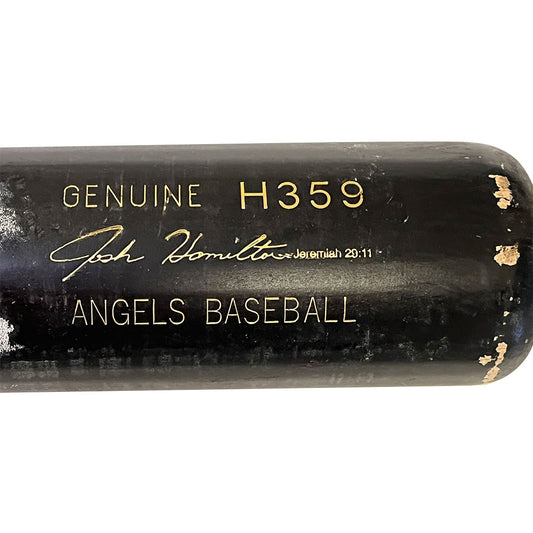 GENUINE H359
Josh Hamilton Jeremiah 29:11
ANGELS BASEBALL